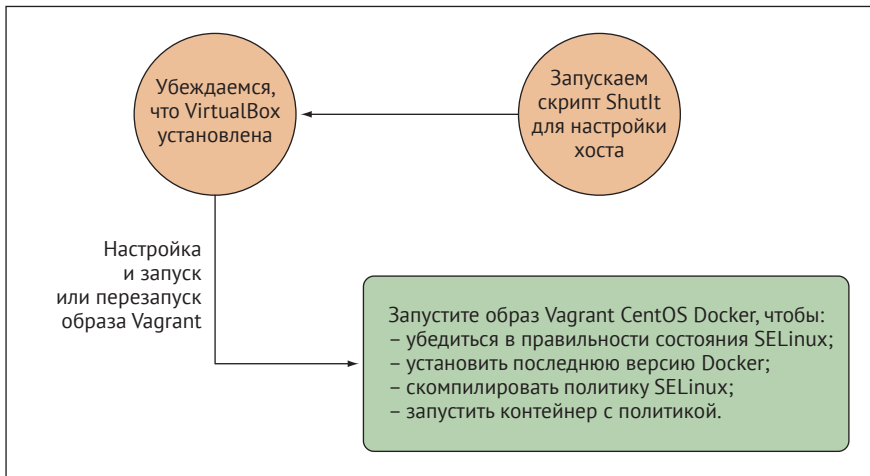 Убеждаемся,
что VirtualBox
установлена
Запускаем
скрипт ShutIt
для настройки
хоста
Настройка
и запуск
или перезапуск
образа Vagrant
Запустите образ Vagrant CentOS Docker, чтобы:
– убедиться в правильности состояния SELinux;
– установить последнюю версию Docker;
– скомпилировать политику SELinux;
– запустить контейнер с политикой.